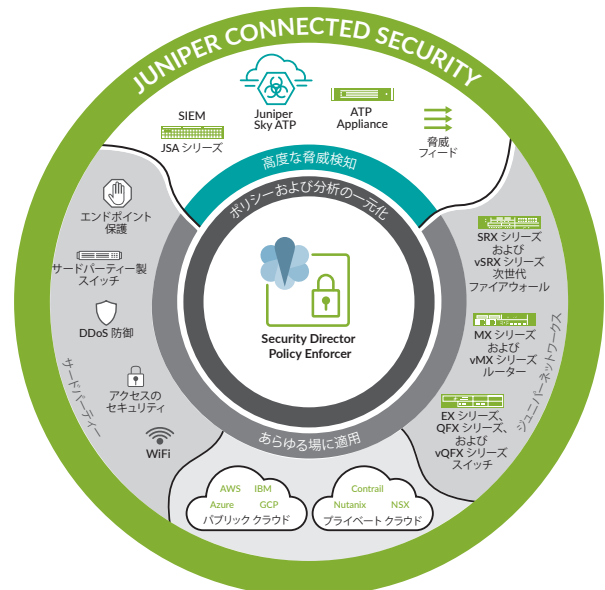 JUNIPER CONNECTED SECURITY
SIEM
JSA シリーズ
Juniper
Sky ATP
ATP
Appliance
脅威
フィード
高度な脅威検知
ポリシーおよび分析の一元化
Security Director
Policy Enforcer
エンドポイント
保護
サードパーティー製
スイッチ
DDoS 防御
アクセスの
セキュリティ
WiFi
サードパーティー
SRX シリーズ
および
vSRX シリーズ
次世代
ファイアウォール
MX シリーズ
および
vMX シリーズ
ルーター
EX シリーズ、
QFX シリーズ、
および
vQFX シリーズ
スイッチ
ジュニパーネットワークス
あらゆる場に適用
AWS IBM
Azure GCP
パブリック クラウド
Contrail
Nutanix NSX
プライベート クラウド